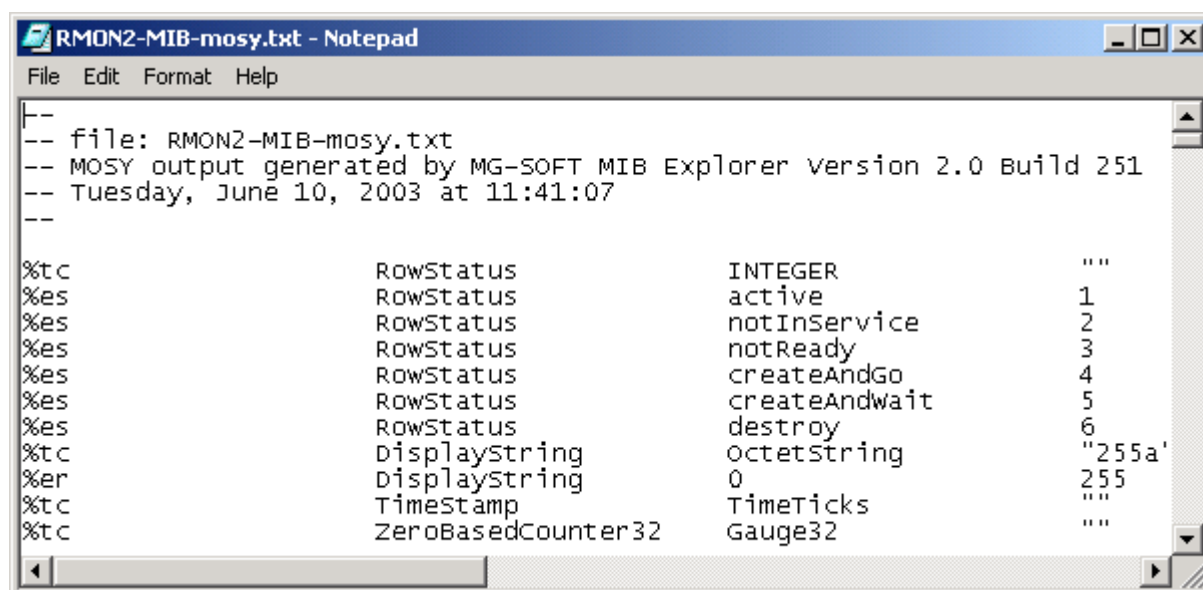 RMON2-MIB-mosy.txt - Notepad
File Edit Format Help
--
-- file: RMON2-MIB-mosy.txt
-- MOSY output generated by MG-SOFT MIB Explorer Version 2.0 Build 251
-- Tuesday, June 10, 2003 at 11:41:07
--
%tc RowStatus INTEGER ""
%es RowStatus active 1
%es RowStatus notInService 2
%es RowStatus notReady 3
%es RowStatus createAndGo 4
%es RowStatus createAndWait 5
%es RowStatus destroy 6
%tc DisplayString OctetString "255a'
%er DisplayString 0 255
%tc TimeStamp TimeTicks ""
%tc ZeroBasedCounter32 Gauge32 ""